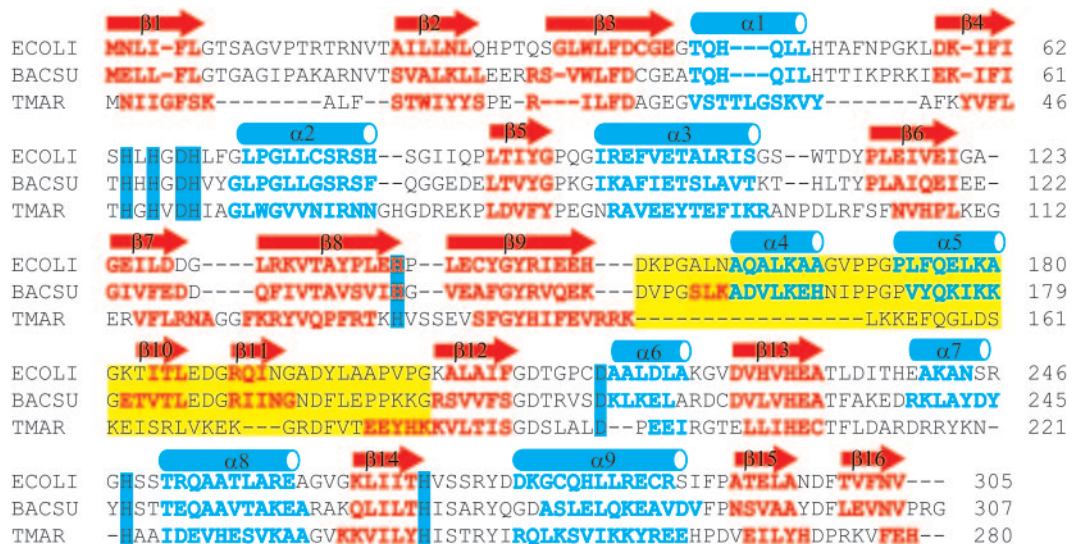 β1 β2 β3 α1 β4
ECOLI MNLI-FLGTSAGVPTRTRNVTAILLNLQHPTQSGLWLFDCGEGTQH---QLLHTAFNPGKLDK-IFI 62
BACSU MELL-FLGTGAGIPAKARNVTSVALKLLEERRS-VWLFDCGEATQH---QILHTTIKPRKIEK-IFI 61
TMAR MNIIGFSK-------ALF--STWIYYSPE-R---ILFDAGEGVSTTLGSKVY-----AFKYVFL 46
α2 β5 α3 β6
ECOLI SHLHGDHLFGLPGLLCSRSH--SGIIQPLTIYGPQGIREFVETALRISGS--WTDYPLEIVEIGA- 123
BACSU THHHGDHVYGLPGLLGSRSF--QGGEDELTVYGPKGIKAFIETSLAVTKT--HLTYPLAIQEIEE- 122
TMAR THGHVDHIAGLWGVVNIRNNGHGDREKPLDVFYPEGNRAVEEYTEFIKRANPDLRFSFNVHPLKEG 112
β7 β8 β9 α4 α5
ECOLI GEILDDG----LRKVTAYPLEHP--LECYGYRIEEH-DKPGALNAQALKAAGVPPGPLFQELKA 180
BACSU GIVFEDD----QFIVTAVSVIHG--VEAFGYRVQEK-DVPGSLKADVLKEHNIPPGPVYQKIKK 179
TMAR ERVFLRNAGGFKRYVQPFRTKHVSSEVSFGYHIFEVRRK----------------LKKEFQGLDS 161
β10 β11 β12 α6 β13 α7
ECOLI GKTITLEDGRQINGADYLAAPVPGKALAIFGDTGPCDAALDLAKGVDVHVHEATLDITHEAKANSR 246
BACSU GETVTLEDGRIINGNDFLEPPKKGRSVVFSGDTRVSDKLKELARDCDVLVHEATFAKEDRKLAYDY 245
TMAR KEISRLVKEK---GRDFVTEEYHKKVLTISGDSLALD--PEEIRGTELLIHECTFLDARDRRYKN- 221
α8 β14 α9 β15 β16
ECOLI GHSSTRQAATLAREAGVGKLIITHVSSRYDDKGCQHLLRECRSIFPATELANDFTVFNV--- 305
BACSU YHSTTEQAAVTAKEARAKQLILTHISARYQGDASLELQKEAVDVFPNSVAAYDFLEVNVPRG 307
TMAR -HAAIDEVHESVKAAGVKKVILYHISTRYIRQLKSVIKKYREEHPDVEILYHDPRKVFEH- 280